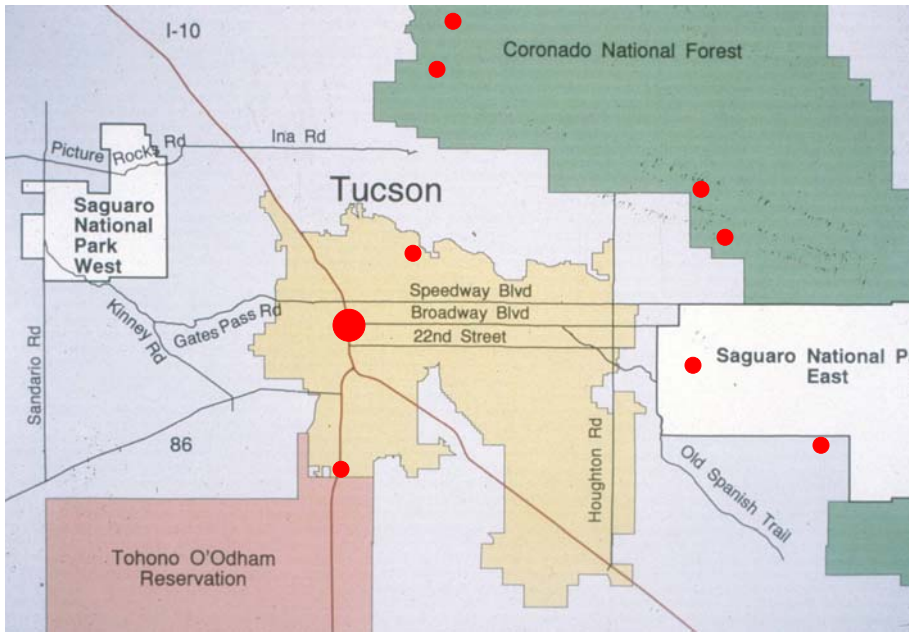 I-10
Coronado National Forest
Ina Rd
Picture Rocks Rd
Tucson
Saguaro
National
Park
West
Speedway Blvd
Broadway Blvd
22nd Street
Gates Pass Rd
Kinney Rd
Sandario Rd
Saguaro National P
East
86
Houghton Rd
Old Spanish Trail
Tohono O'Odham
Reservation